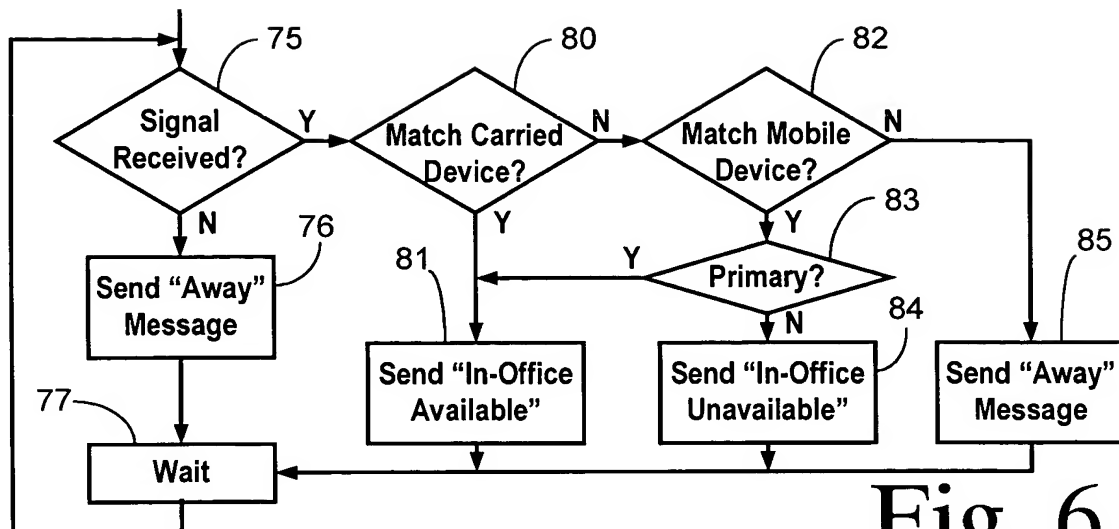 75
80
82
Signal
Received?
Y
Match Carried
Device?
N
Match Mobile
Device?
N
N
76
Y
Y
83
Send “Away”
Message
81
Y
Primary?
85
N
84
77
Send “In-Office
Available”
Send “In-Office
Unavailable”
Send “Away”
Message
Wait
Fig. 6